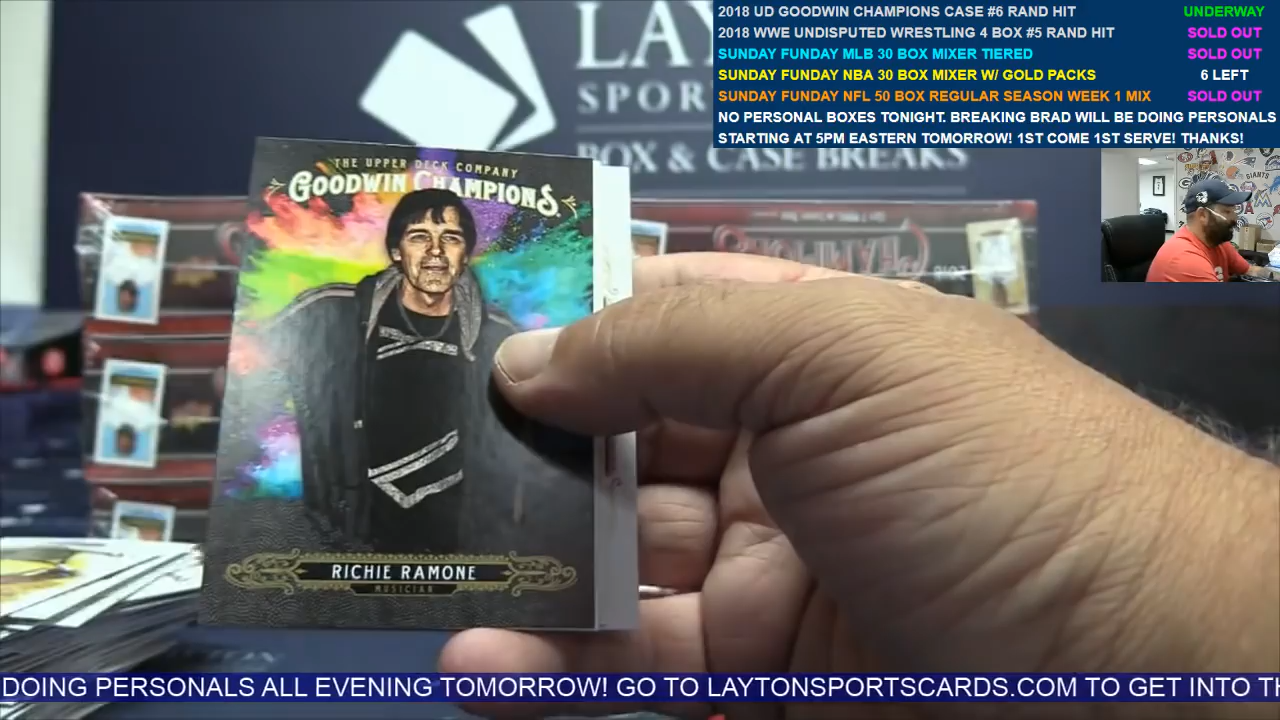 2018 UD GOODWIN CHAMPIONS CASE #6 RAND HIT UNDERWAY
2018 WWE UNDISPUTED WRESTLING 4 BOX #5 RAND HIT SOLD OUT
SUNDAY FUNDAY MLB 30 BOX MIXER TIERED SOLD OUT
SUNDAY FUNDAY NBA 30 BOX MIXER W/ GOLD PACKS 6 LEFT
SUNDAY FUNDAY NFL 50 BOX REGULAR SEASON WEEK 1 MIX SOLD OUT
NO PERSONAL BOXES TONIGHT. BREAKING BRAD WILL BE DOING PERSONALS
STARTING AT 5PM EASTERN TOMORROW! 1ST COME 1ST SERVE! THANKS!
LAY
SPOR
BOX & CASE BREAKS
THE UPPER DECK COMPANY
GOODWIN CHAMPIONS
RICHIE RAMONE
MUSICIAN
DOING PERSONALS ALL EVENING TOMORROW! GO TO LAYTONSPORTSCARDS.COM TO GET INTO TH